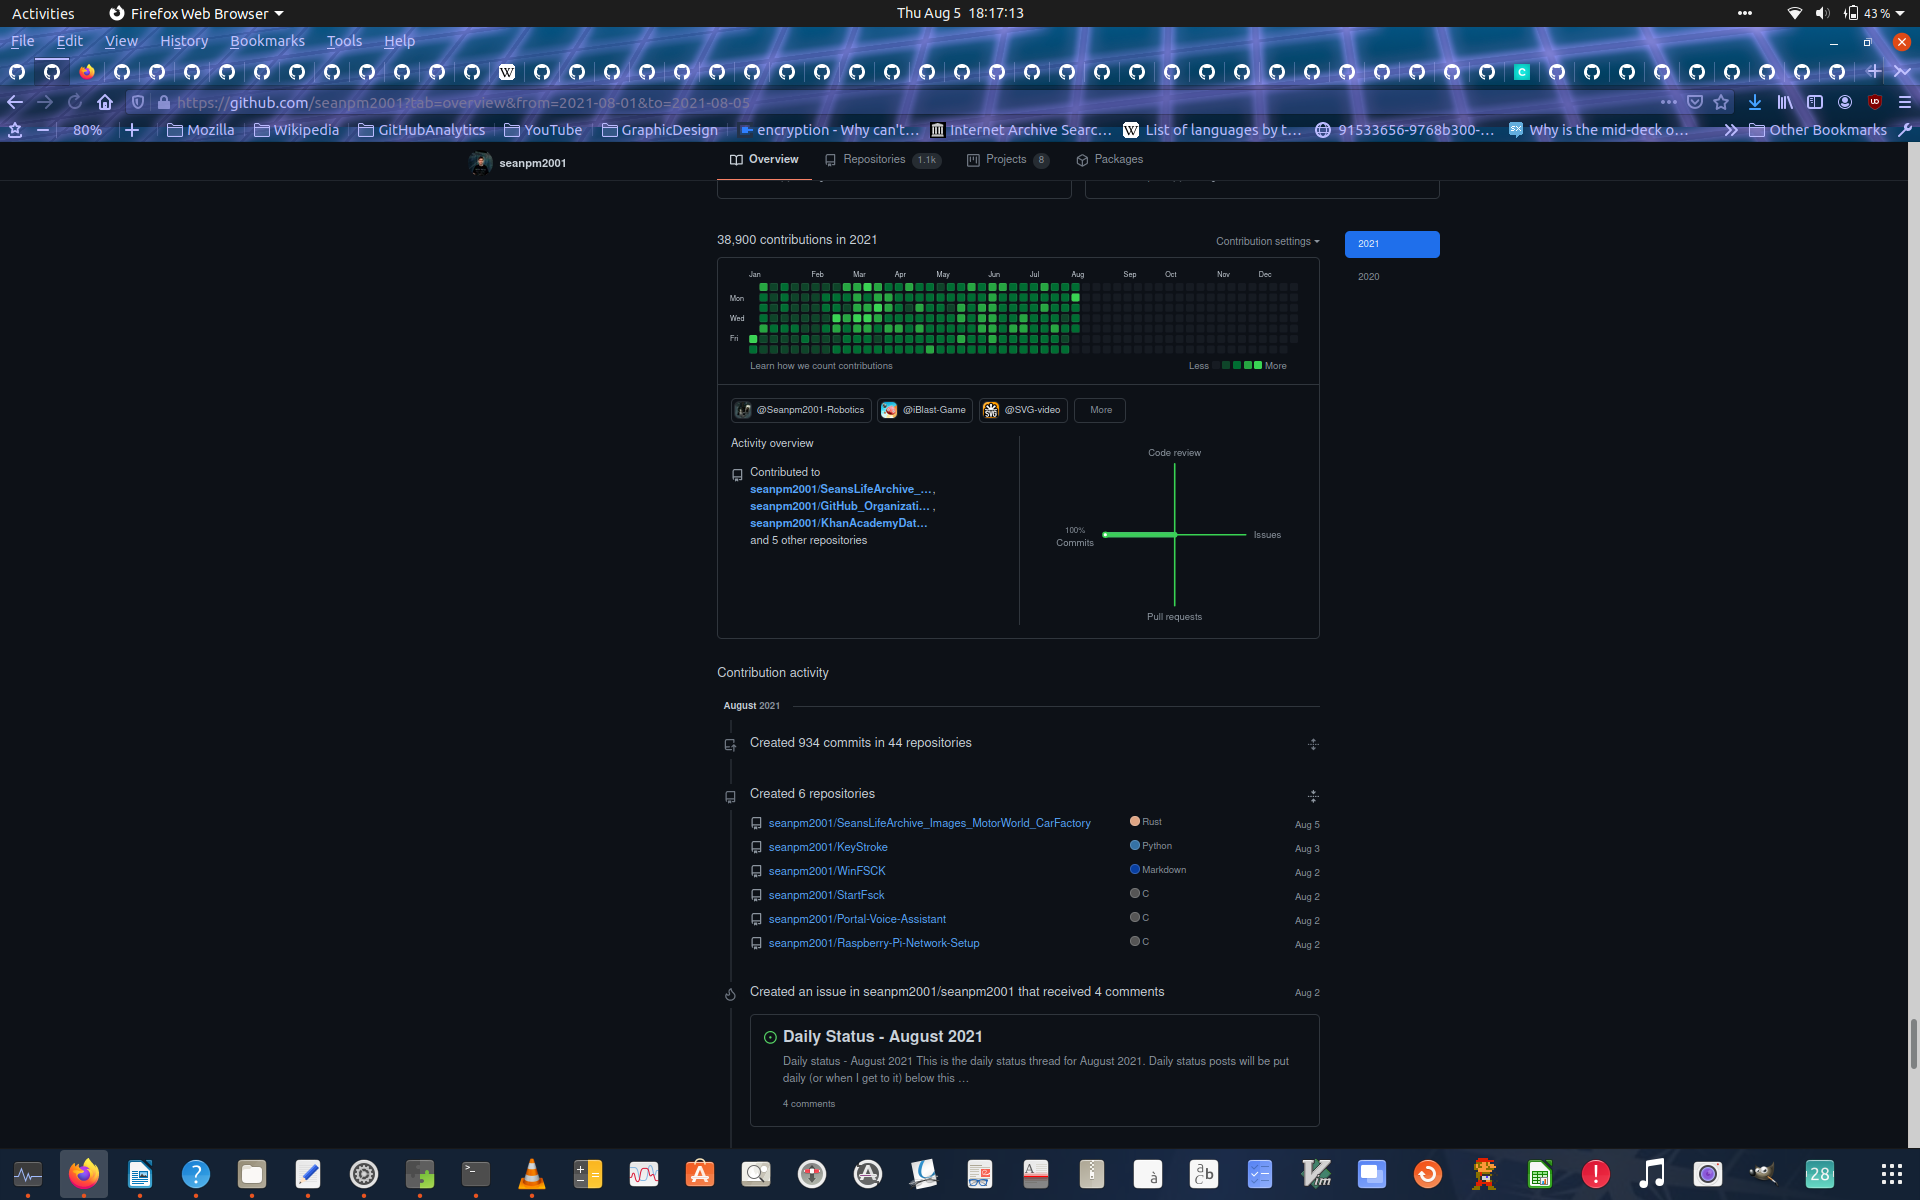 Activities
Firefox Web Browser
Thu Aug 5 18:17:13
43 %
File Edit View History Bookmarks Tools Help
https://github.com/seanpm2001?tab=overview&from=2021-08-01&to=2021-08-05
80%
Mozilla
Wikipedia
GitHubAnalytics
YouTube
GraphicDesign
encryption - Why can't…
Internet Archive Searc…
List of languages by t…
91533656-9768b300-…
Why is the mid-deck o…
Other Bookmarks
seanpm2001
Overview
Repositories 1.1k
Projects 8
Packages
38,900 contributions in 2021
Contribution settings
2021
2020
Jan Feb Mar Apr May Jun Jul Aug Sep Oct Nov Dec
Mon
Wed
Fri
Learn how we count contributions
Less
More
@Seanpm2001-Robotics
@iBlast-Game
@SVG-video
More
Activity overview
Contributed to
seanpm2001/SeansLifeArchive_…,
seanpm2001/GitHub_Organizati… ,
seanpm2001/KhanAcademyDat…
and 5 other repositories
Code review
100%
Commits
Issues
Pull requests
Contribution activity
August 2021
Created 934 commits in 44 repositories
Created 6 repositories
seanpm2001/SeansLifeArchive_Images_MotorWorld_CarFactory Rust Aug 5
seanpm2001/KeyStroke Python Aug 3
seanpm2001/WinFSCK Markdown Aug 2
seanpm2001/StartFsck C Aug 2
seanpm2001/Portal-Voice-Assistant C Aug 2
seanpm2001/Raspberry-Pi-Network-Setup C Aug 2
Created an issue in seanpm2001/seanpm2001 that received 4 comments Aug 2
Daily Status - August 2021
Daily status - August 2021 This is the daily status thread for August 2021. Daily status posts will be put
daily (or when I get to it) below this …
4 comments
28